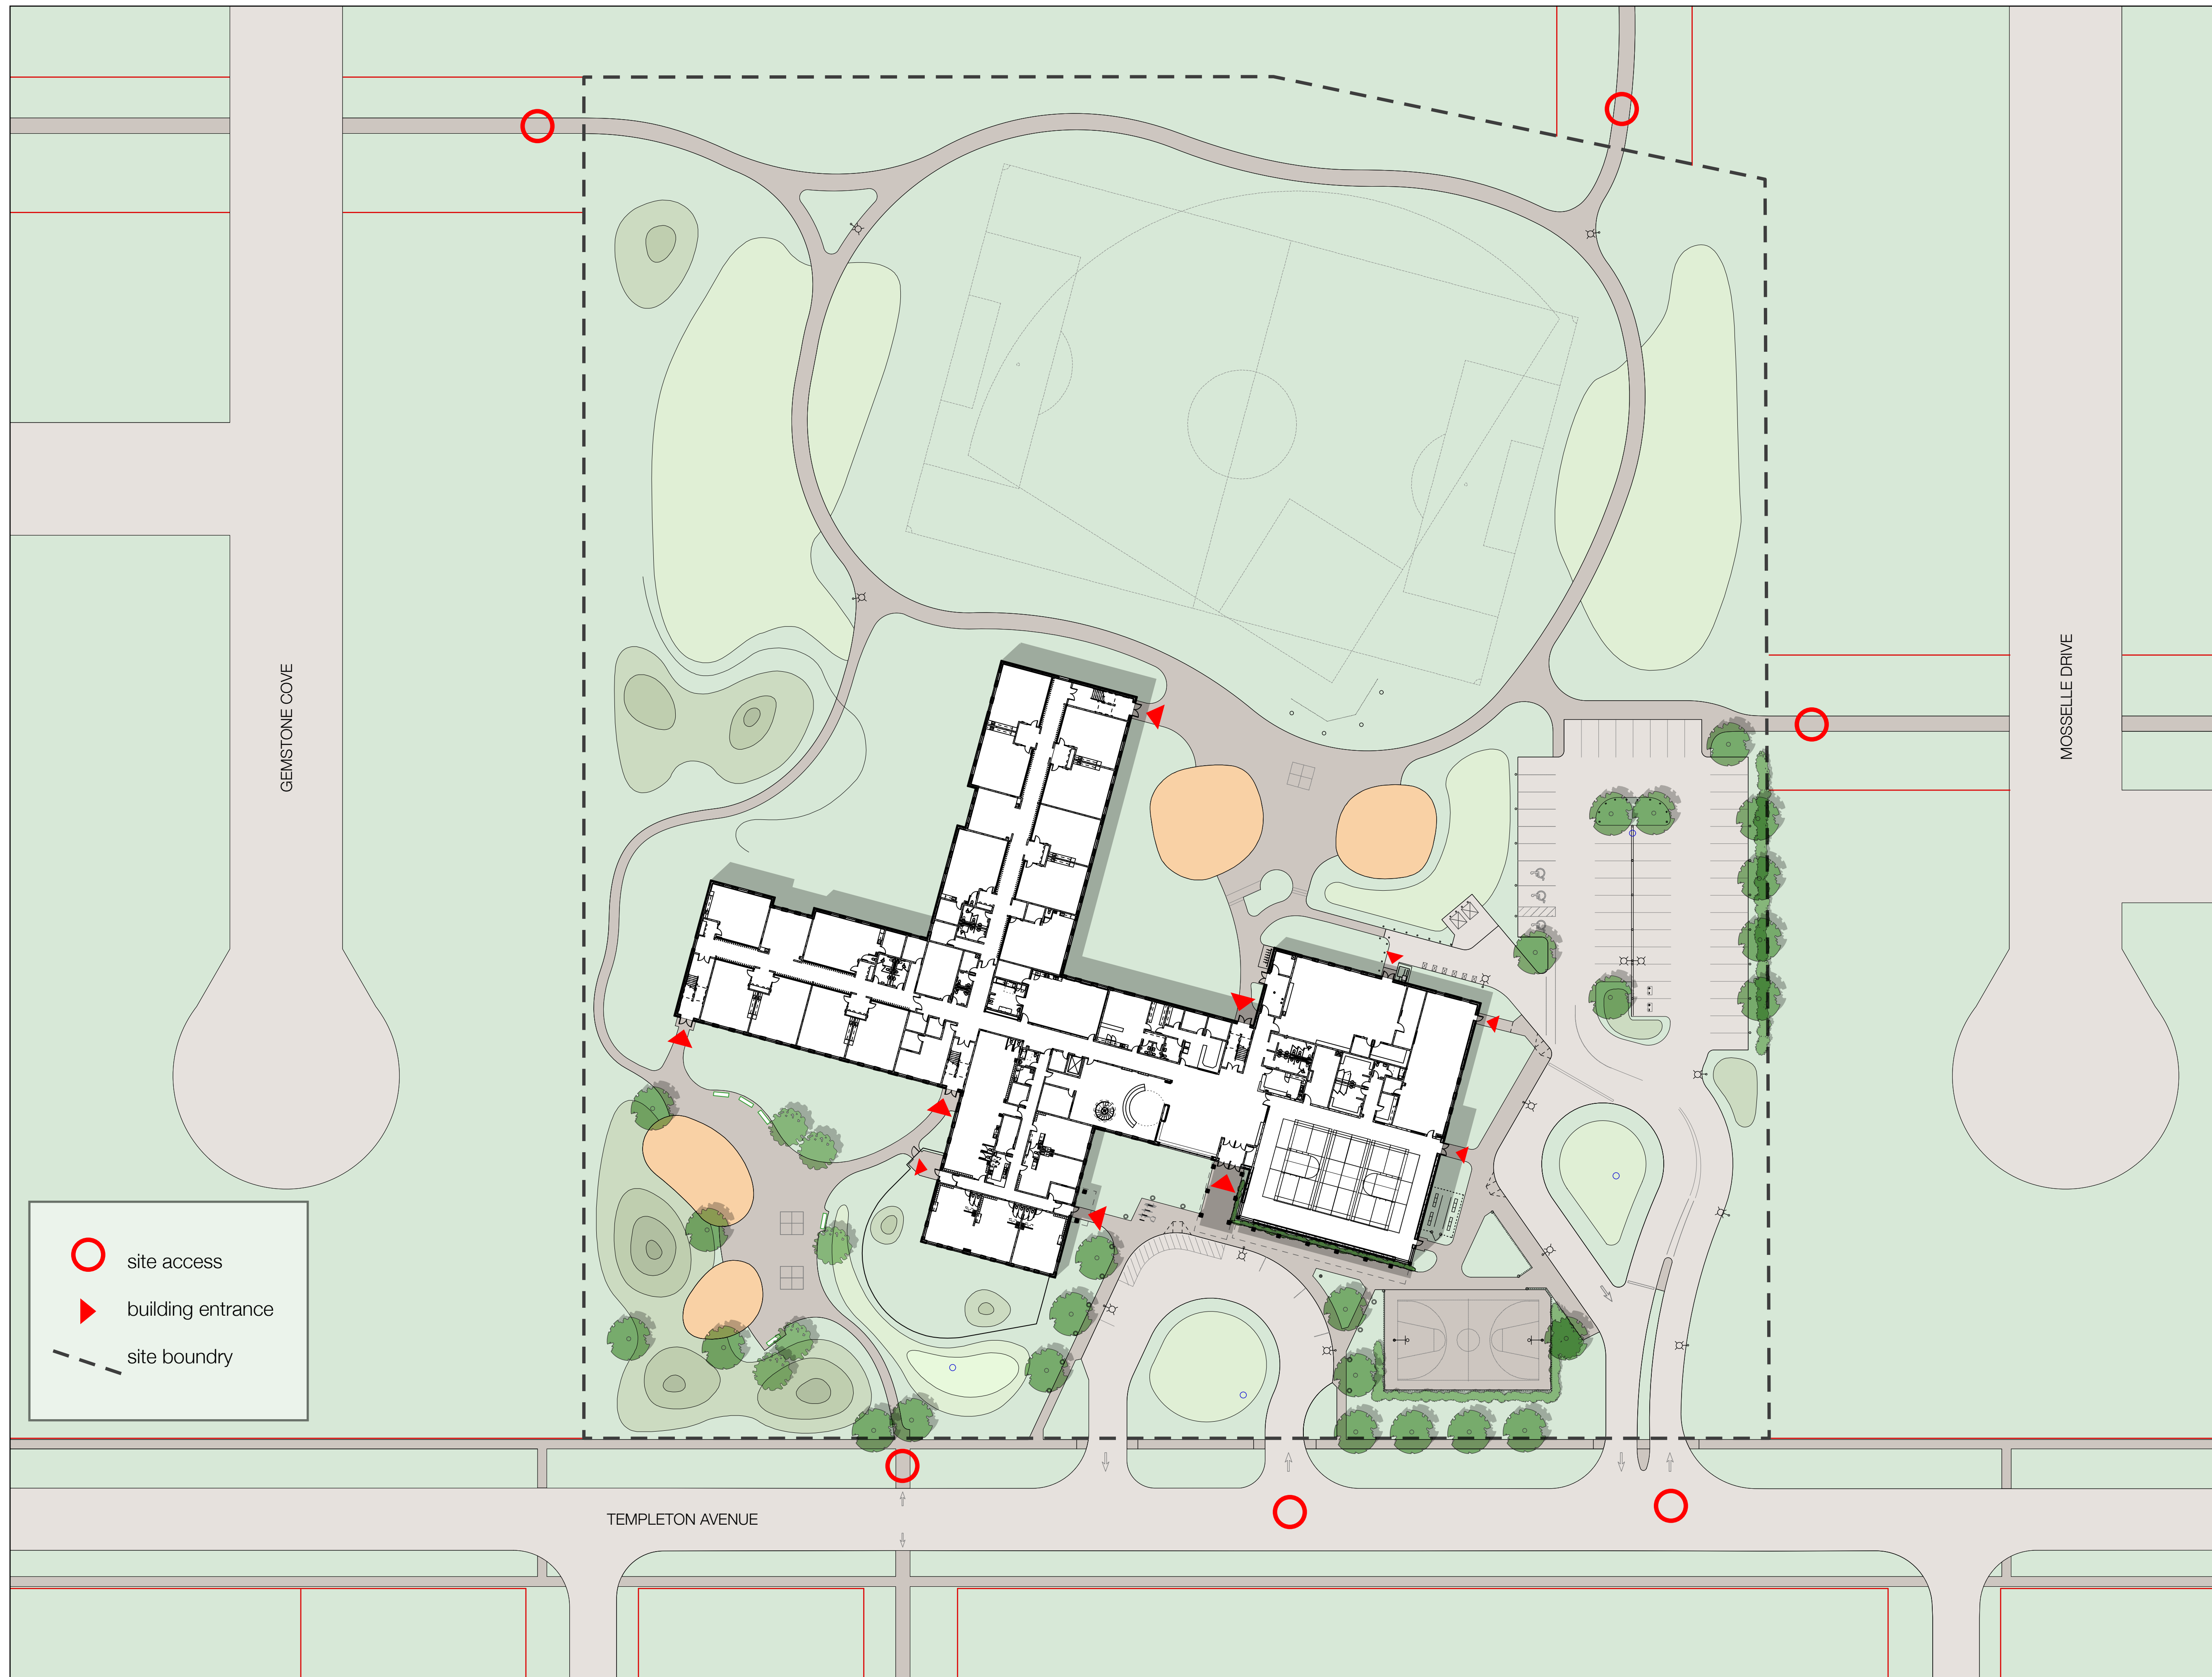 GEMSTONE COVE
MOSSELLE DRIVE
site access
building entrance
site boundry
TEMPLETON AVENUE